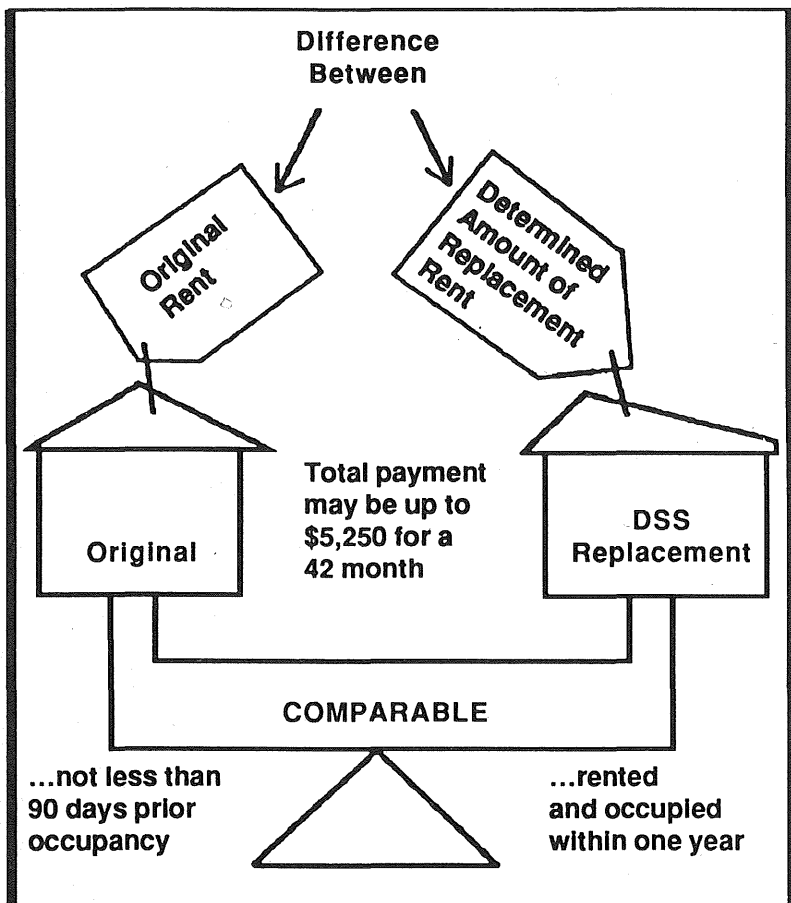 Difference
Between
Original
Rent
Determined
Amount of
Replacement
Rent
Total payment
may be up to
$5,250 for a
42 month
Original
DSS
Replacement
COMPARABLE
...not less than
90 days prior
occupancy
...rented
and occupied
within one year